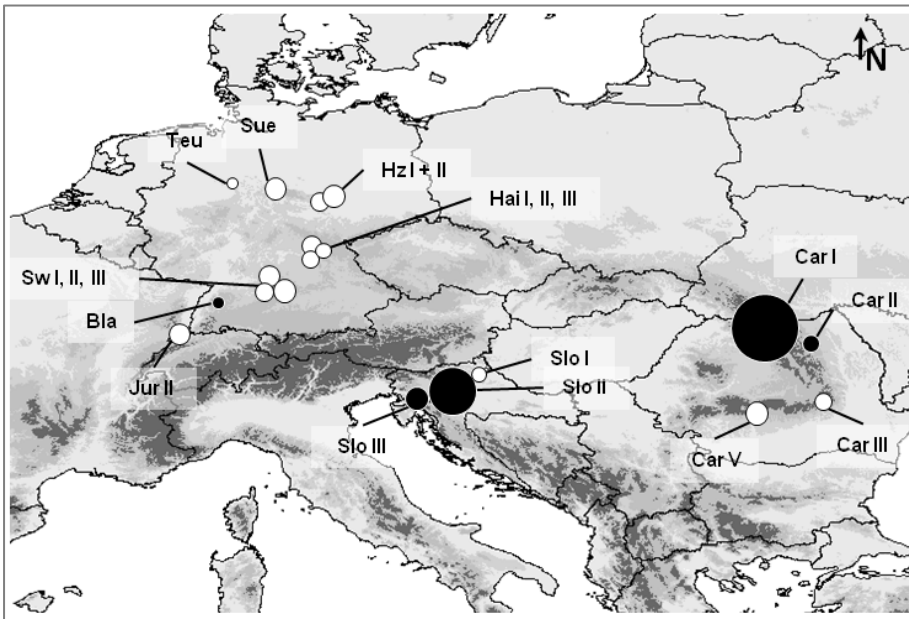 N
Sue
Teu
Hz I + II
Hai I, II, III
Car I
Sw I, II, III
Car II
Bla
Slo I
Jur II
Slo II
Slo III
Car V
Car III